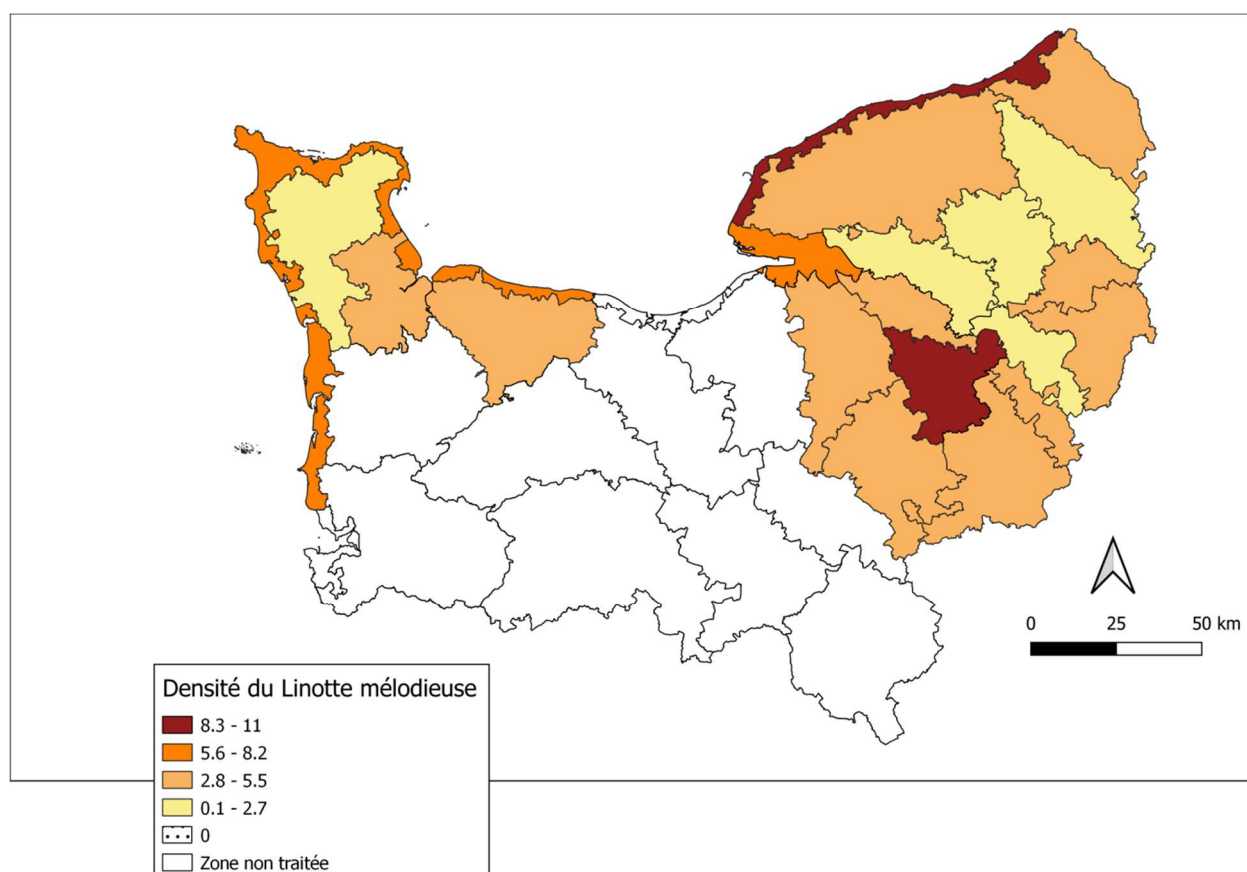 0 25 50 km
Densité du Linotte mélodieuse
8.3 - 11
5.6 - 8.2
2.8 - 5.5
0.1 - 2.7
0
Zone non traitée